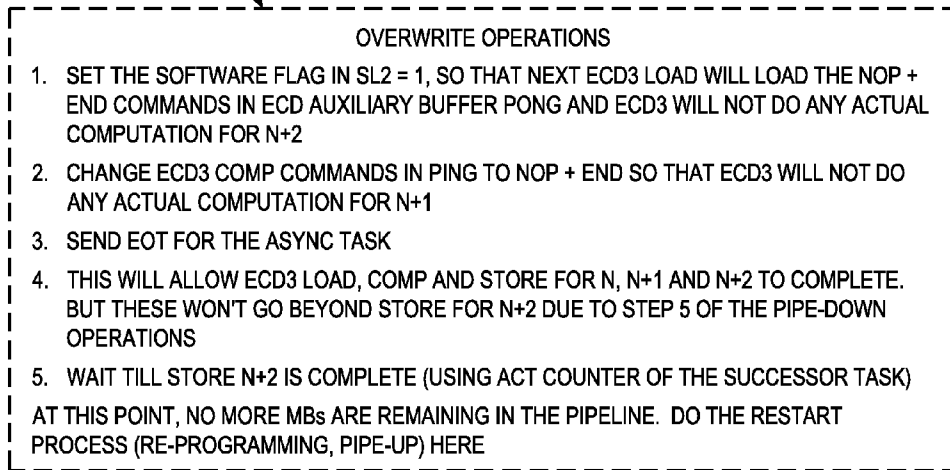 OVERWRITE OPERATIONS
1. SET THE SOFTWARE FLAG IN SL2 = 1, SO THAT NEXT ECD3 LOAD WILL LOAD THE NOP +
END COMMANDS IN ECD AUXILIARY BUFFER PONG AND ECD3 WILL NOT DO ANY ACTUAL
COMPUTATION FOR N+2
2. CHANGE ECD3 COMP COMMANDS IN PING TO NOP + END SO THAT ECD3 WILL NOT DO
ANY ACTUAL COMPUTATION FOR N+1
3. SEND EOT FOR THE ASYNC TASK
4. THIS WILL ALLOW ECD3 LOAD, COMP AND STORE FOR N, N+1 AND N+2 TO COMPLETE.
BUT THESE WON'T GO BEYOND STORE FOR N+2 DUE TO STEP 5 OF THE PIPE-DOWN
OPERATIONS
5. WAIT TILL STORE N+2 IS COMPLETE (USING ACT COUNTER OF THE SUCCESSOR TASK)
AT THIS POINT, NO MORE MBs ARE REMAINING IN THE PIPELINE. DO THE RESTART
PROCESS (RE-PROGRAMMING, PIPE-UP) HERE